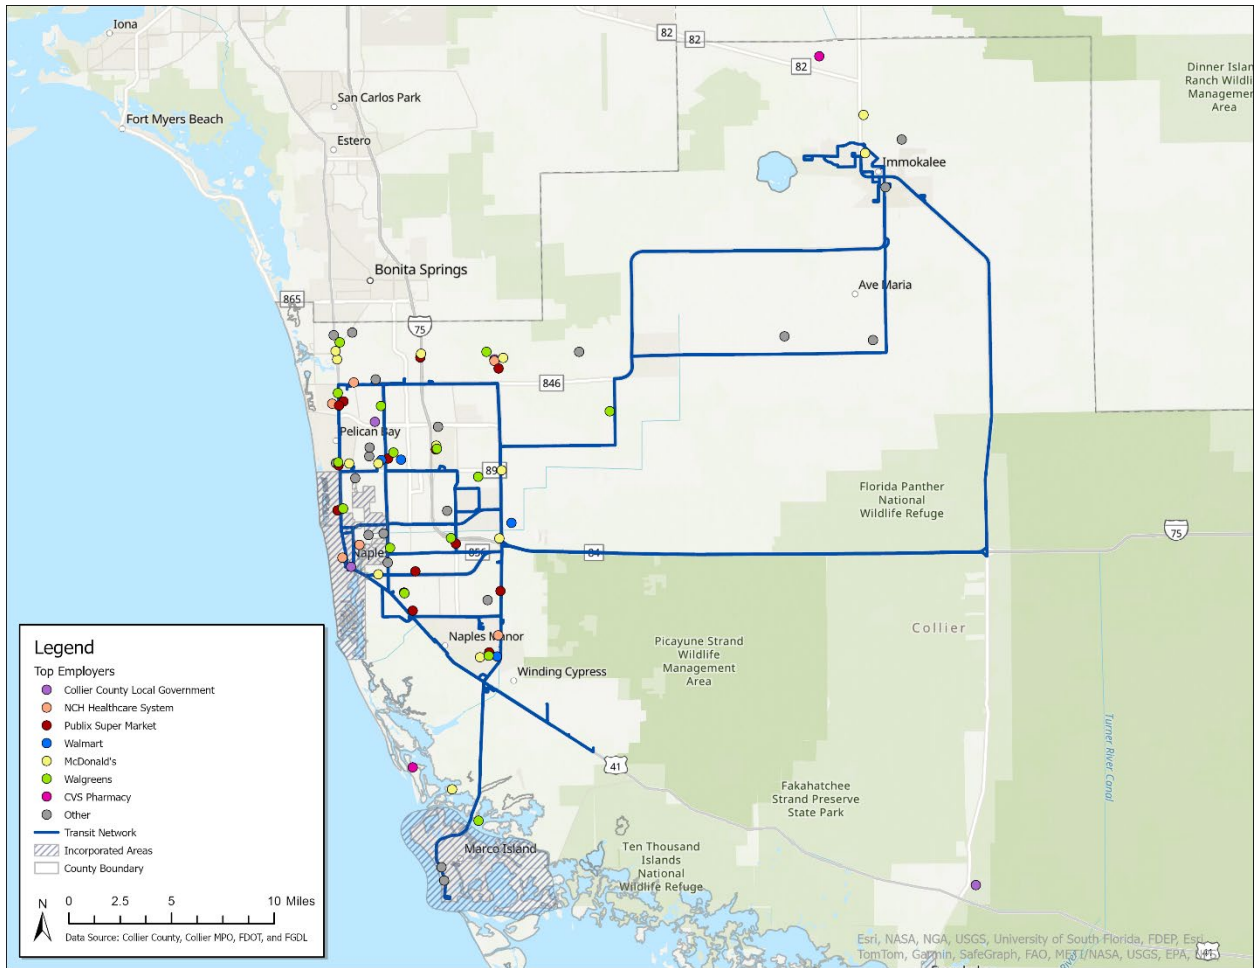 Iona
82
82
82
Dinner Islan
Ranch Wildli
Managemen
Area
San Carlos Park
Fort Myers Beach
Estero
Immokalee
Bonita Springs
865
Ave Maria
75
846
Pelican Bay
Florida Panther
National
Wildlife Refuge
75
84
Naple
856
Collier
Naples Manor
Picayune Strand
Wildlife
Management
Area
Winding Cypress
41
Turner River Canal
Fakahatchee
Strand Preserve
State Park
Marco Island
Ten Thousand
Islands
National
Wildlife Refuge
Legend
Top Employers
Collier County Local Government
NCH Healthcare System
Publix Super Market
Walmart
McDonald's
Walgreens
CVS Pharmacy
Other
Transit Network
Incorporated Areas
County Boundary
N
0 2.5 5 10 Miles
Data Source: Collier County, Collier MPO, FDOT, and FGDL
Esri, NASA, NGA, USGS, University of South Florida, FDEP, Esri,
TomTom, Garmin, SafeGraph, FAO, METI/NASA, USGS, EPA,
41